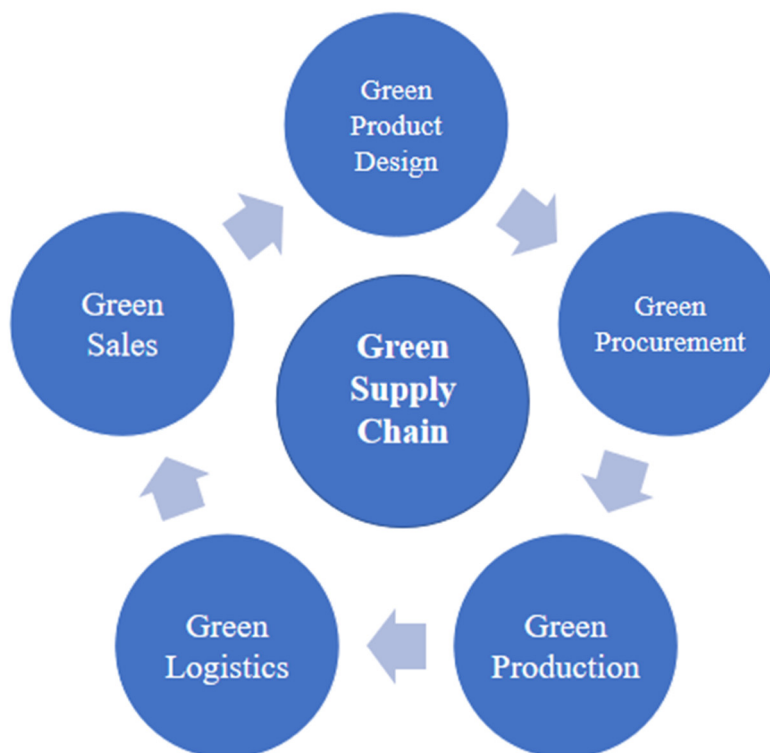 Green
Product
Design
Green
Procurement
Green
Production
Green
Logistics
Green
Sales
Green
Supply
Chain